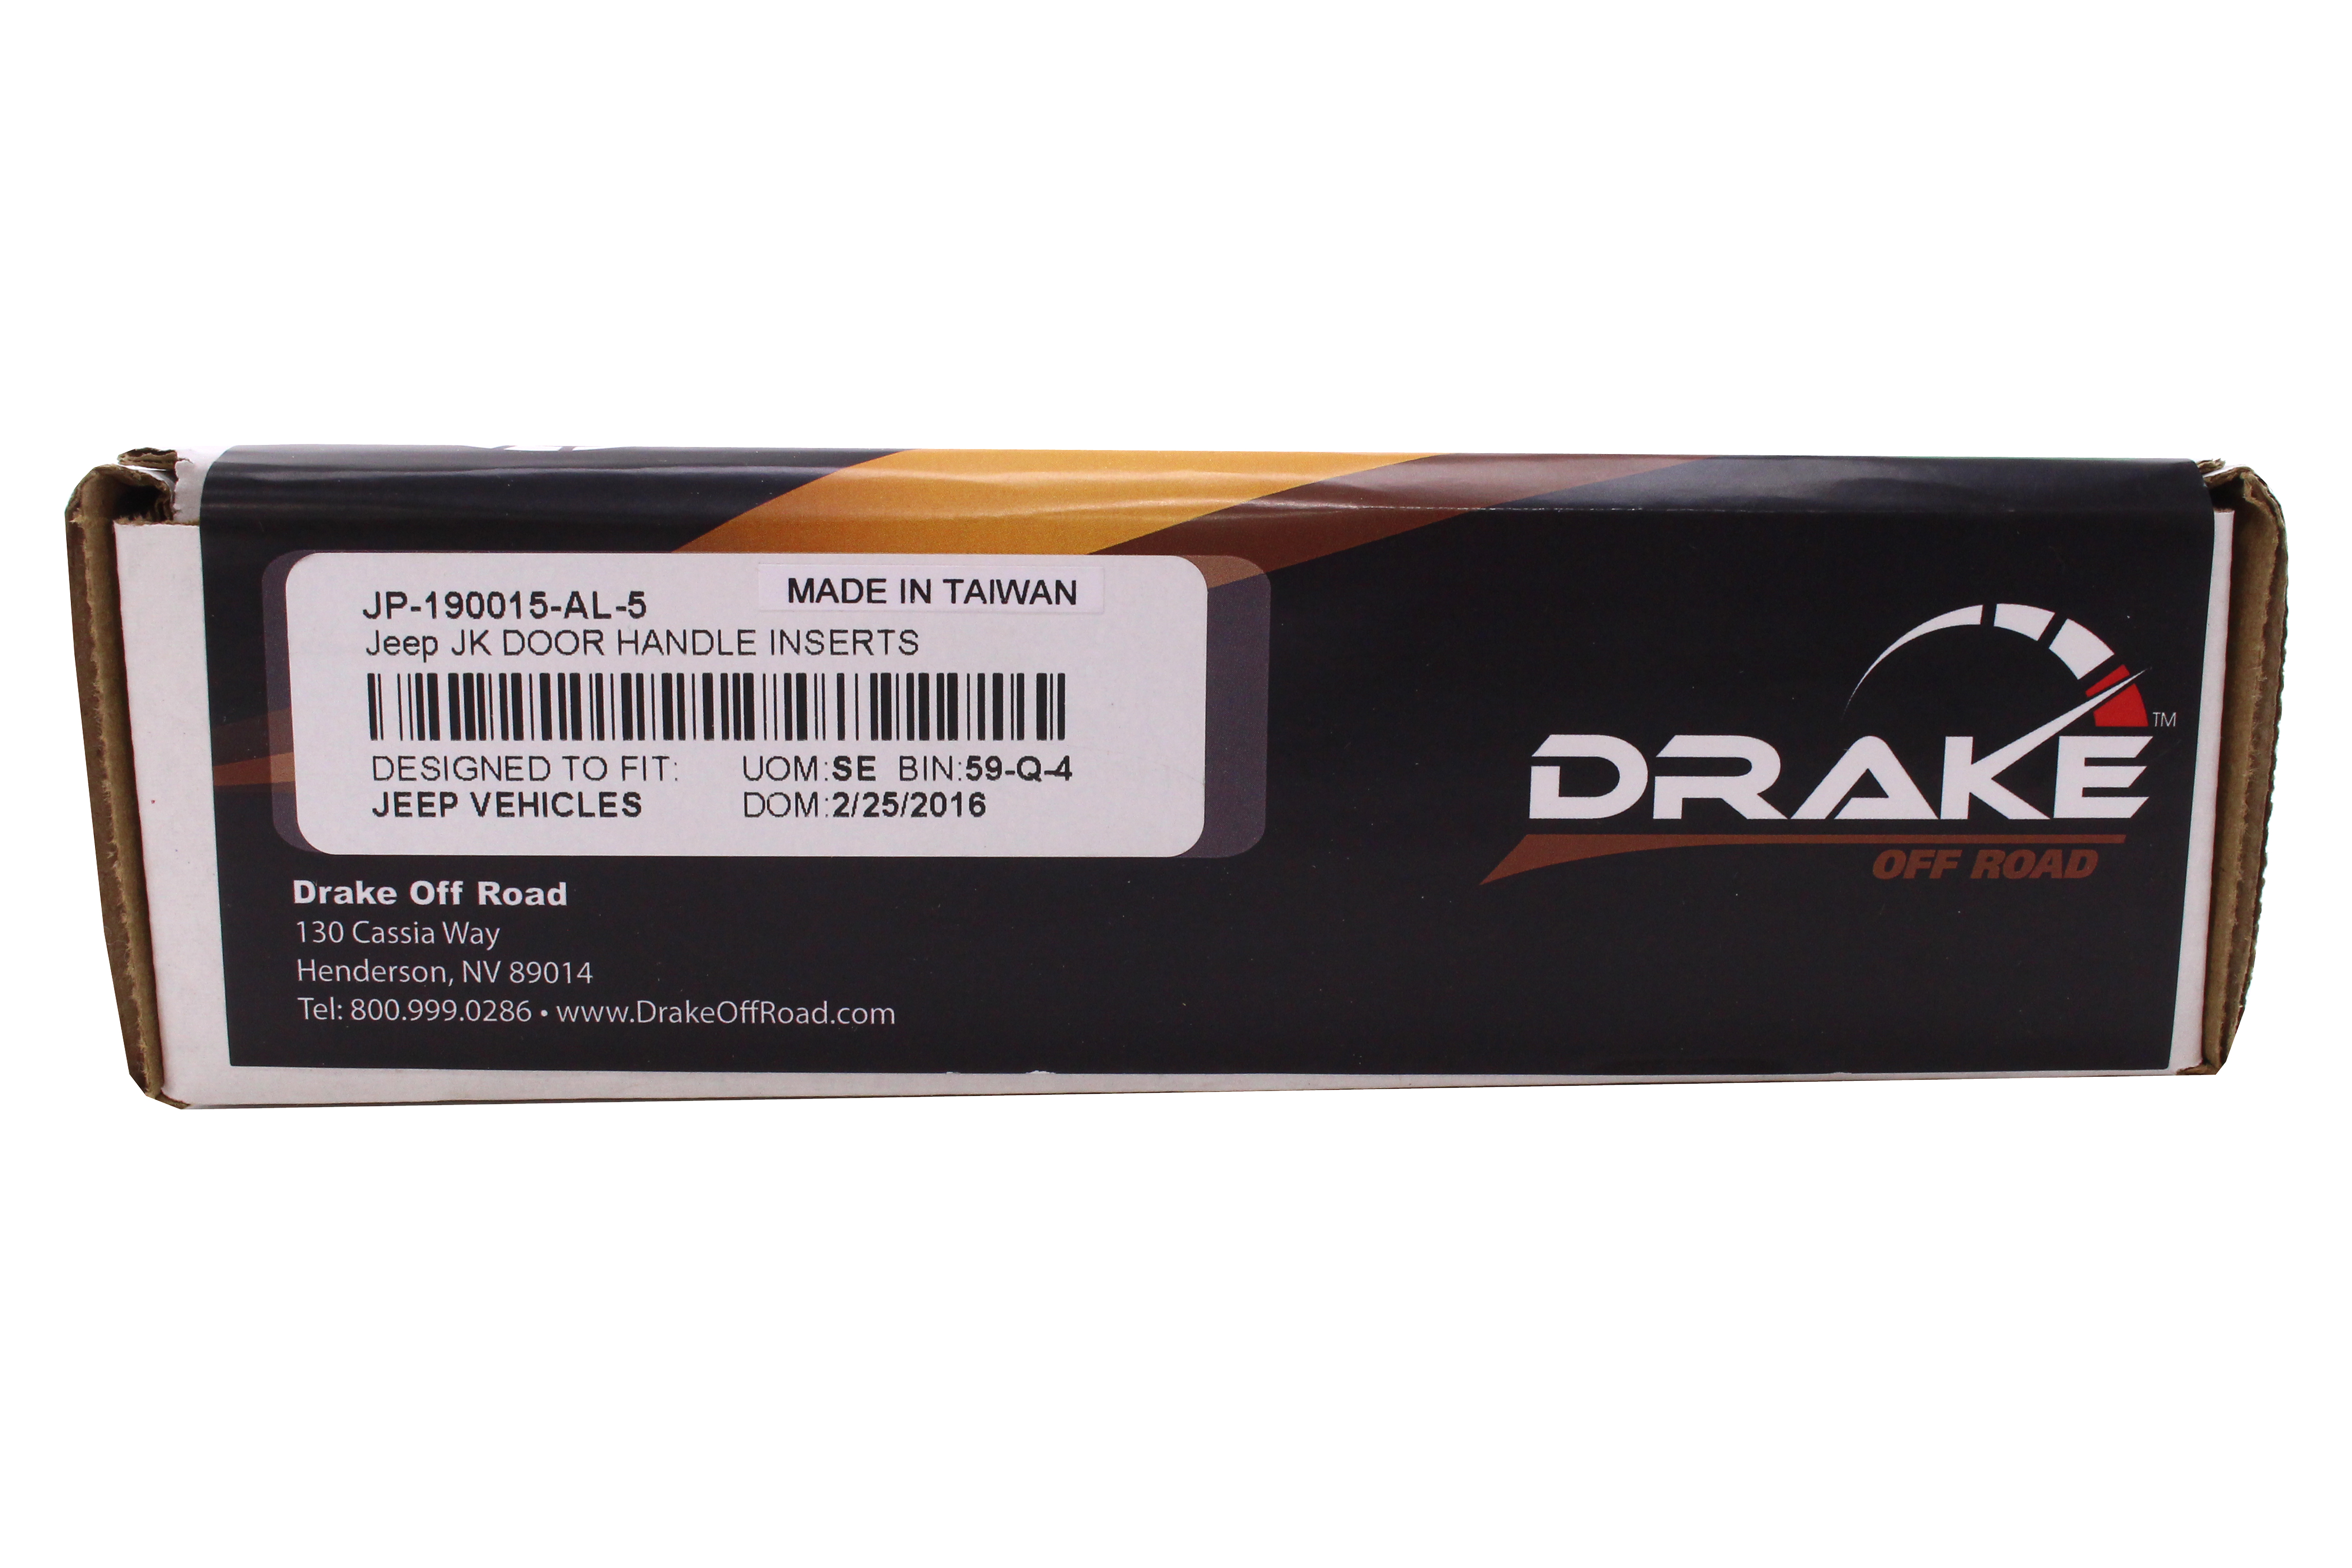 JP-190015-AL-5
MADE IN TAIWAN
Jeep JK DOOR HANDLE INSERTS
DESIGNED TO FIT:
JEEP VEHICLES
UOM:SE BIN:59-Q-4
DOM:2/25/2016
Drake Off Road
130 Cassia Way
Henderson, NV 89014
Tel: 800.999.0286 • www.DrakeOffRoad.com
DRAKE TM
OFF ROAD